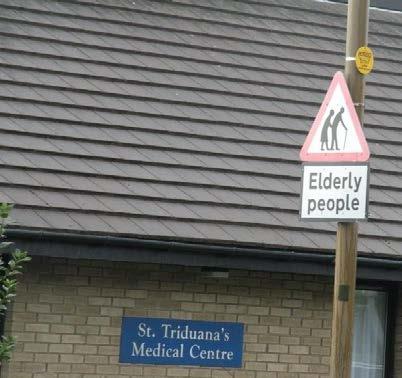 Elderly
people
St. Triduana's
Medical Centre